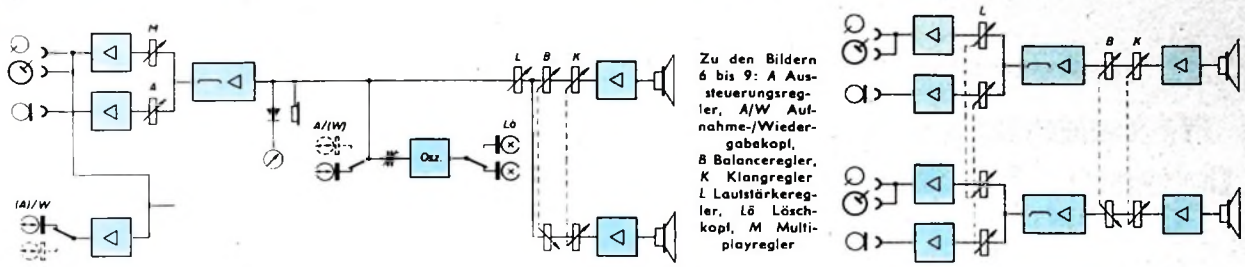 M
A
(A)/W
A/(W)
Osz.
Lö
L
B
K
Zu den Bildern
6 bis 9: A Aus-
steuerungsreg-
ler, A/W Auf-
nahme-/Wieder-
gabekopf,
B Balanceregler,
K Klangregler
L Lautstärkereg-
ler, Lö Lösch-
kopf, M Multi-
playregler
L
B
K